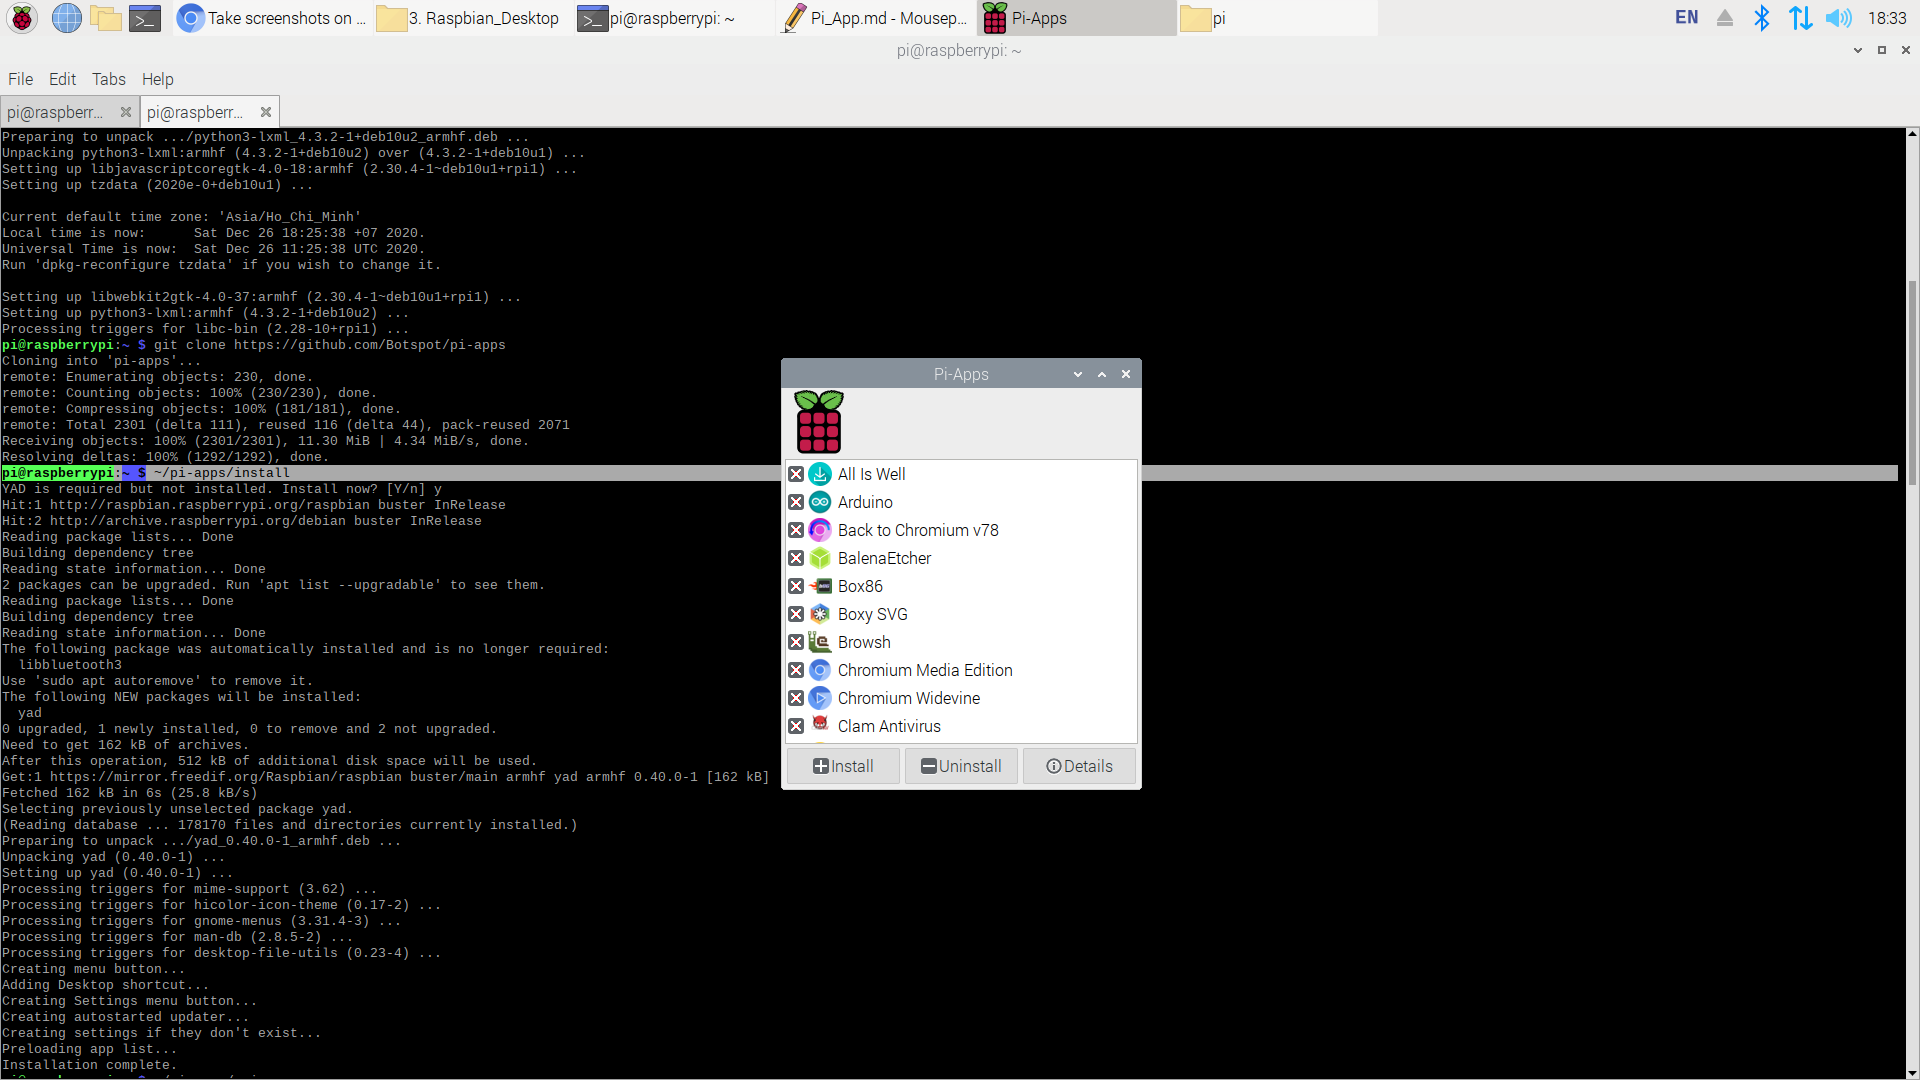 Take screenshots on ...
3. Raspbian_Desktop
pi@raspberrypi: ~
Pi_App.md - Mousep...
Pi-Apps
pi
EN
18:33
pi@raspberrypi: ~
File Edit Tabs Help
pi@raspberr...
pi@raspberr...
Preparing to unpack .../python3-lxml_4.3.2-1+deb10u2_armhf.deb ...
Unpacking python3-lxml:armhf (4.3.2-1+deb10u2) over (4.3.2-1+deb10u1) ...
Setting up libjavascriptcoregtk-4.0-18:armhf (2.30.4-1~deb10u1+rpi1) ...
Setting up tzdata (2020e-0+deb10u1) ...
Current default time zone: 'Asia/Ho_Chi_Minh'
Local time is now:      Sat Dec 26 18:25:38 +07 2020.
Universal Time is now:  Sat Dec 26 11:25:38 UTC 2020.
Run 'dpkg-reconfigure tzdata' if you wish to change it.
Setting up libwebkit2gtk-4.0-37:armhf (2.30.4-1~deb10u1+rpi1) ...
Setting up python3-lxml:armhf (4.3.2-1+deb10u2) ...
Processing triggers for libc-bin (2.28-10+rpi1) ...
pi@raspberrypi:~ $ git clone https://github.com/Botspot/pi-apps
Cloning into 'pi-apps'...
remote: Enumerating objects: 230, done.
remote: Counting objects: 100% (230/230), done.
remote: Compressing objects: 100% (181/181), done.
remote: Total 2301 (delta 111), reused 116 (delta 44), pack-reused 2071
Receiving objects: 100% (2301/2301), 11.30 MiB | 4.34 MiB/s, done.
Resolving deltas: 100% (1292/1292), done.
pi@raspberrypi:~ $ ~/pi-apps/install
YAD is required but not installed. Install now? [Y/n] y
Hit:1 http://raspbian.raspberrypi.org/raspbian buster InRelease
Hit:2 http://archive.raspberrypi.org/debian buster InRelease
Reading package lists... Done
Building dependency tree
Reading state information... Done
2 packages can be upgraded. Run 'apt list --upgradable' to see them.
Reading package lists... Done
Building dependency tree
Reading state information... Done
The following package was automatically installed and is no longer required:
  libbluetooth3
Use 'sudo apt autoremove' to remove it.
The following NEW packages will be installed:
  yad
0 upgraded, 1 newly installed, 0 to remove and 2 not upgraded.
Need to get 162 kB of archives.
After this operation, 512 kB of additional disk space will be used.
Get:1 https://mirror.freedif.org/Raspbian/raspbian buster/main armhf yad armhf 0.40.0-1 [162 kB]
Fetched 162 kB in 6s (25.8 kB/s)
Selecting previously unselected package yad.
(Reading database ... 178170 files and directories currently installed.)
Preparing to unpack .../yad_0.40.0-1_armhf.deb ...
Unpacking yad (0.40.0-1) ...
Setting up yad (0.40.0-1) ...
Processing triggers for mime-support (3.62) ...
Processing triggers for hicolor-icon-theme (0.17-2) ...
Processing triggers for gnome-menus (3.31.4-3) ...
Processing triggers for man-db (2.8.5-2) ...
Processing triggers for desktop-file-utils (0.23-4) ...
Creating menu button...
Adding Desktop shortcut...
Creating Settings menu button...
Creating autostarted updater...
Creating settings if they don't exist...
Preloading app list...
Installation complete.
Pi-Apps
All Is Well
Arduino
Back to Chromium v78
BalenaEtcher
Box86
Boxy SVG
Browsh
Chromium Media Edition
Chromium Widevine
Clam Antivirus
Install
Uninstall
Details